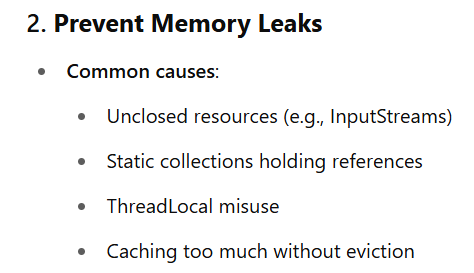 2. Prevent Memory Leaks
• Common causes:
• Unclosed resources (e.g., InputStreams)
• Static collections holding references
• ThreadLocal misuse
• Caching too much without eviction